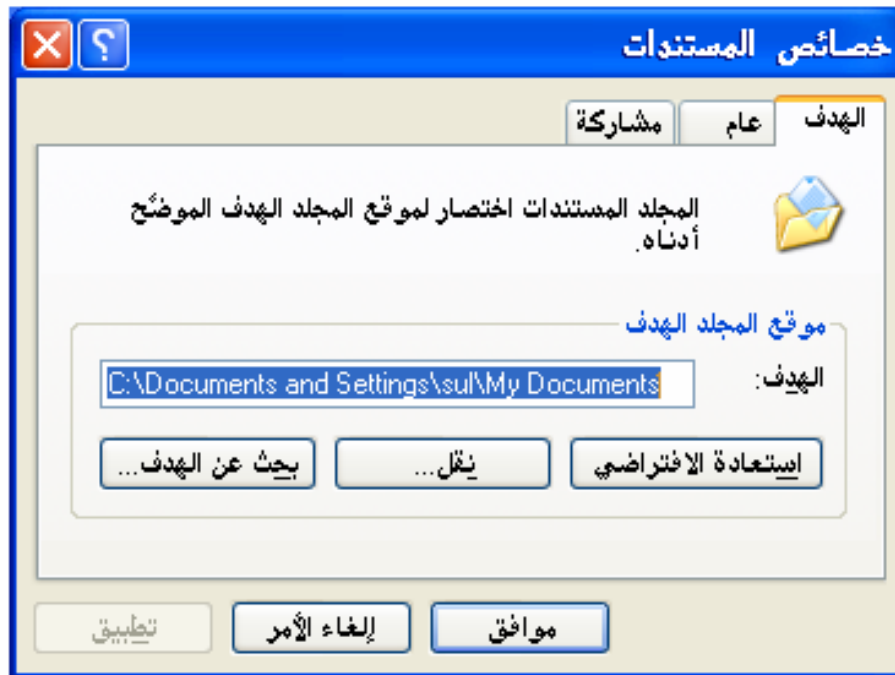 خصائص المستندات
الهدف
عام
مشاركة
المجلد المستندات اختصار لموقع المجلد الهدف الموضّح
أدناه.
موقع المجلد الهدف
الهدف:
C:\Documents and Settings\sul\My Documents
استعادة الافتراضي
نقل...
بحث عن الهدف...
موافق
إلغاء الأمر
تطبيق